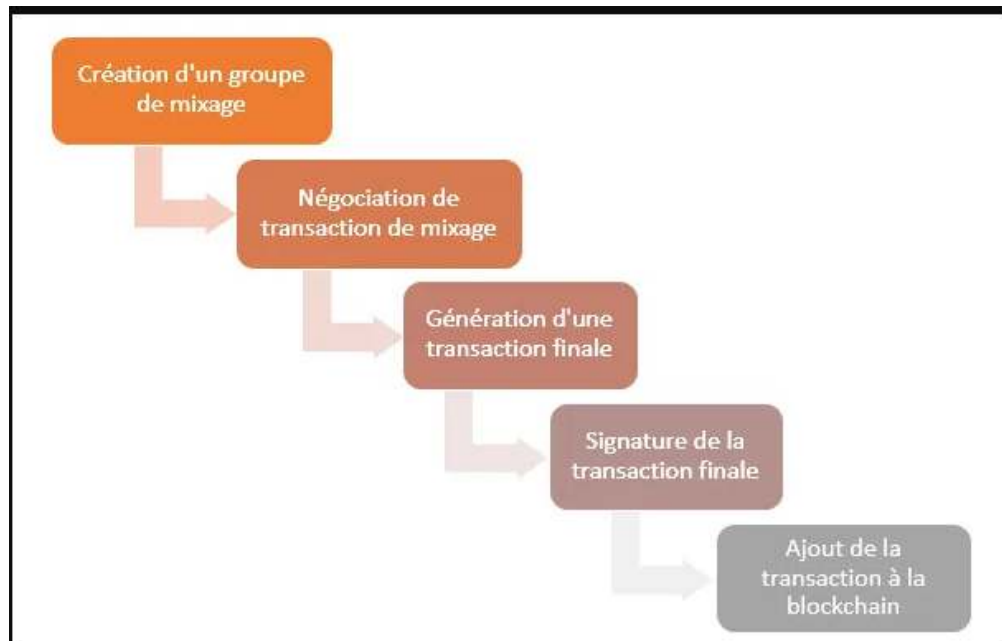 Création d'un groupe
de mixage
Négociation de
transaction de mixage
Génération d'une
transaction finale
Signature de la
transaction finale
Ajout de la
transaction à la
blockchain